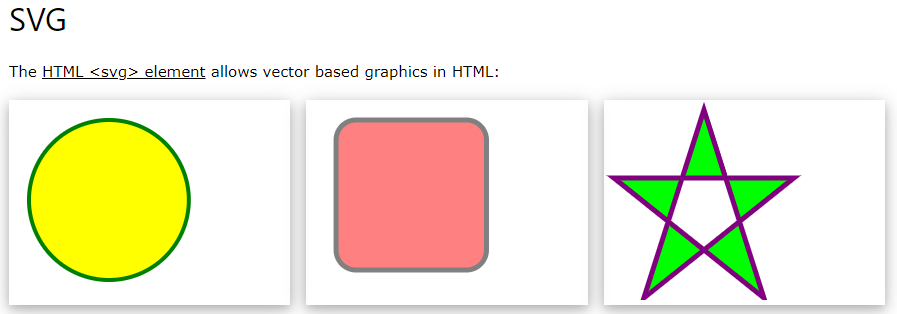 SVG
The HTML <svg> element allows vector based graphics in HTML: